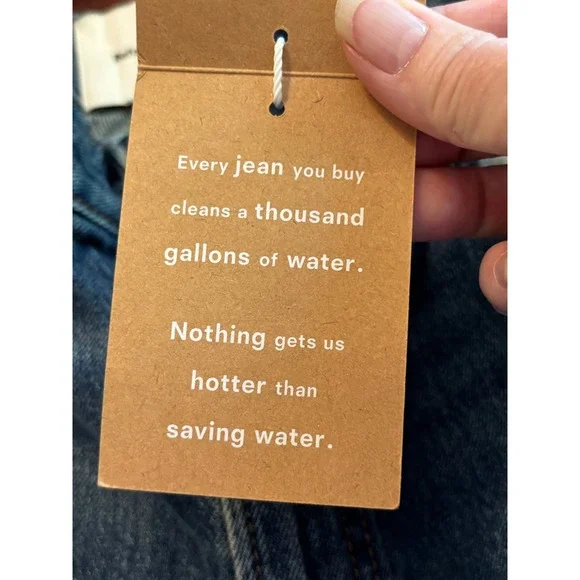 Every jean you buy
cleans a thousand
gallons of water.
Nothing gets us
hotter than
saving water.